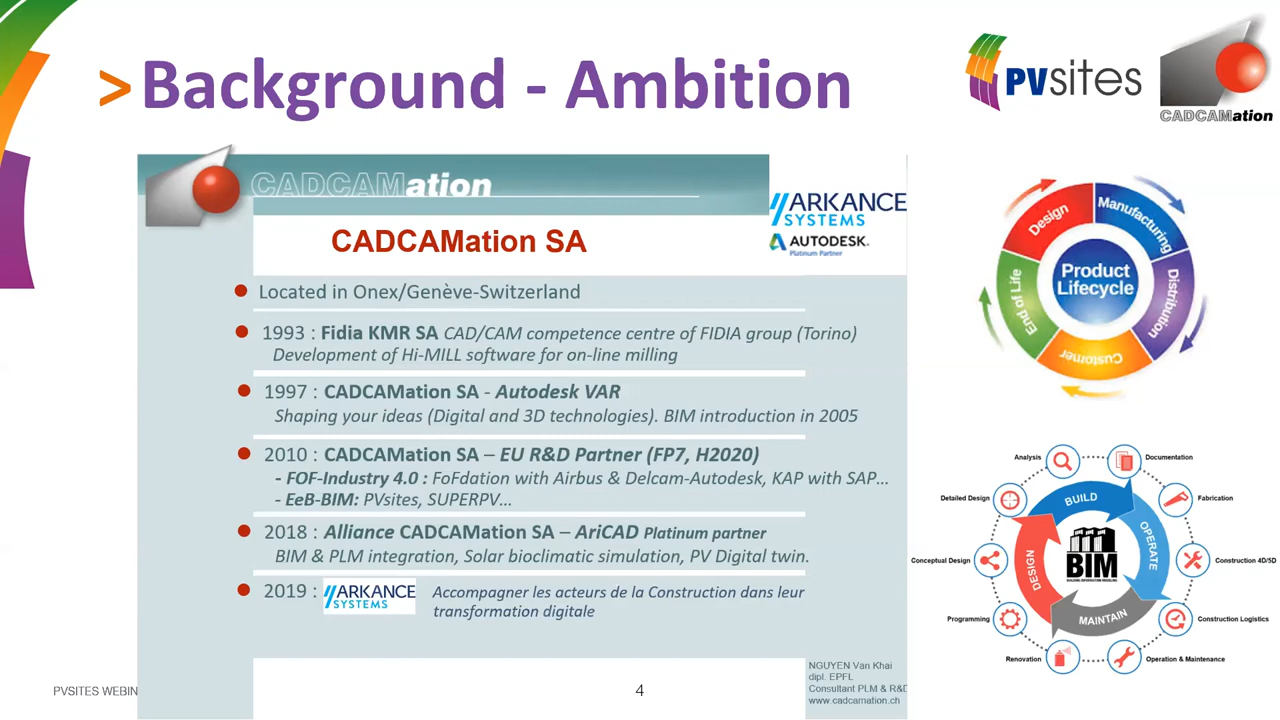 >Background - Ambition
PVsites
CADCAMation
CADCAMation
ARKANCE
SYSTEMS
AUTODESK.
Platinum Partner
CADCAMation SA
Located in Onex/Genève-Switzerland
1993 : Fidia KMR SA CAD/CAM competence centre of FIDIA group (Torino)
Development of Hi-MILL software for on-line milling
1997 : CADCAMation SA - Autodesk VAR
Shaping your ideas (Digital and 3D technologies). BIM introduction in 2005
2010 : CADCAMation SA – EU R&D Partner (FP7, H2020)
- FOF-Industry 4.0 : FoFdation with Airbus & Delcam-Autodesk, KAP with SAP…
- EeB-BIM: PVsites, SUPERPV…
2018 : Alliance CADCAMation SA – AriCAD Platinum partner
BIM & PLM integration, Solar bioclimatic simulation, PV Digital twin.
2019 : ARKANCE SYSTEMS Accompagner les acteurs de la Construction dans leur
transformation digitale
NGUYEN Van Khai
dipl. EPFL
Consultant PLM & R&D
www.cadcamation.ch
PVSITES WEBIN
4
Design
Manufacturing
Distribution
Customer
End of Life
Product
Lifecycle
Analysis
Documentation
Detailed Design
Fabrication
Conceptual Design
Construction 4D/5D
Programming
Construction Logistics
Renovation
Operation & Maintenance
BUILD
OPERATE
MAINTAIN
DESIGN
BIM
BUILDING INFORMATION MODELING